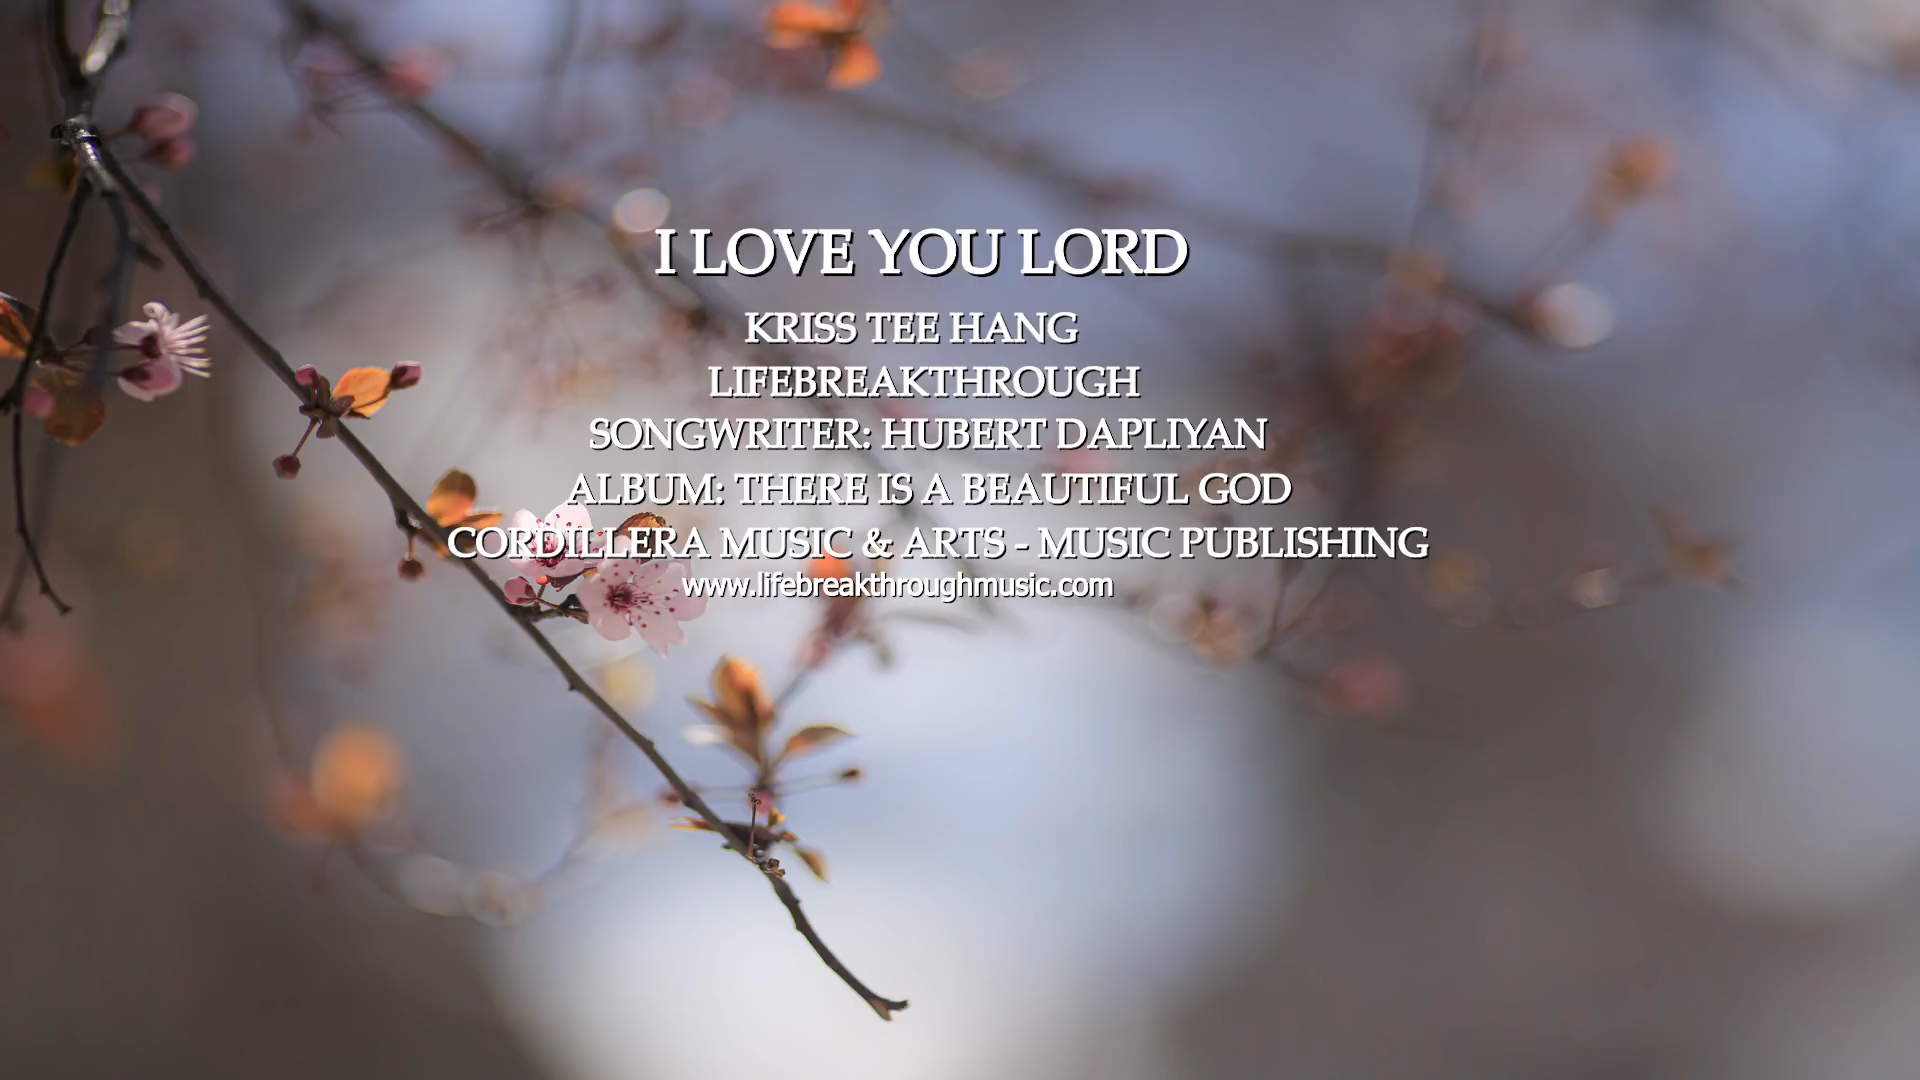 I LOVE YOU LORD
KRISS TEE HANG
LIFEBREAKTHROUGH
SONGWRITER: HUBERT DAPLIYAN
ALBUM: THERE IS A BEAUTIFUL GOD
CORDILLERA MUSIC & ARTS - MUSIC PUBLISHING
www.lifebreakthroughmusic.com